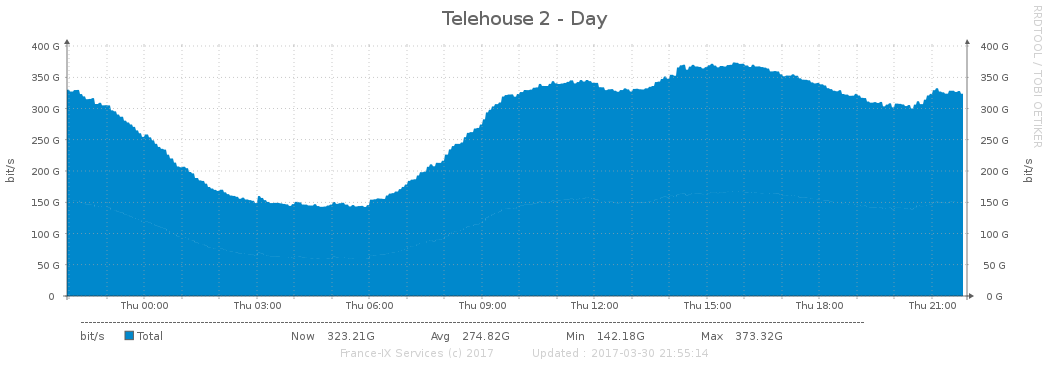 Telehouse 2 - Day
RRDTOOL / TOBI OETIKER
bit/s
400 G
350 G
300 G
250 G
200 G
150 G
100 G
50 G
0
400 G
350 G
300 G
250 G
200 G
150 G
100 G
50 G
0 G
bit/s
Thu 00:00 Thu 03:00 Thu 06:00 Thu 09:00 Thu 12:00 Thu 15:00 Thu 18:00 Thu 21:00
bit/s Total Now 323.21G Avg 274.82G Min 142.18G Max 373.32G
France-IX Services (c) 2017 Updated : 2017-03-30 21:55:14